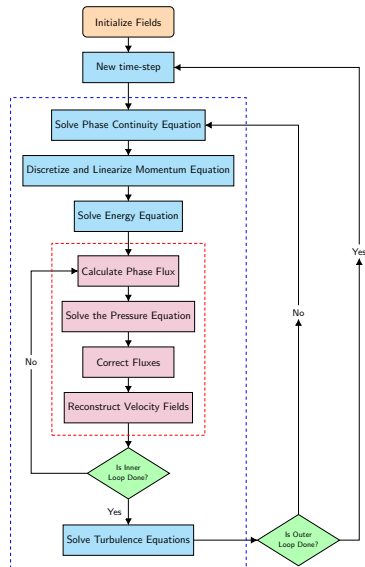 Initialize Fields
New time-step
Solve Phase Continuity Equation
Discretize and Linearize Momentum Equation
Solve Energy Equation
Calculate Phase Flux
Solve the Pressure Equation
Correct Fluxes
Reconstruct Velocity Fields
No
Is Inner
Loop Done?
Yes
Solve Turbulence Equations
Is Outer
Loop Done?
No
Yes